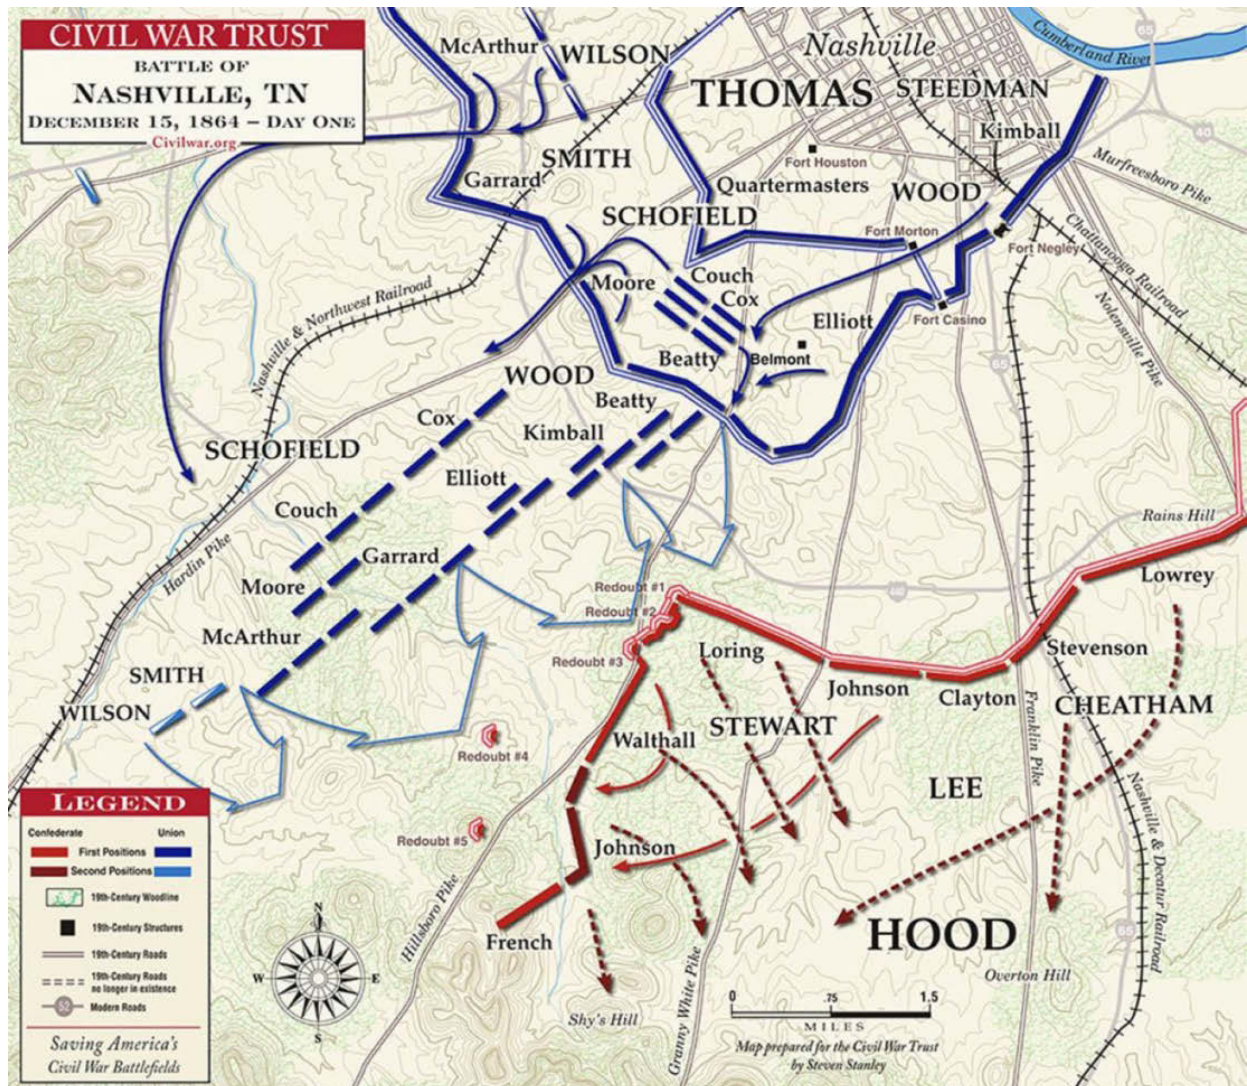 CIVIL WAR TRUST
BATTLE OF
NASHVILLE, TN
DECEMBER 15, 1864 – DAY ONE
Civilwar.org
McArthur
WILSON
Nashville
Cumberland River
65
THOMAS
STEEDMAN
Kimball
40
SMITH
Fort Houston
Murfreesboro Pike
Garrard
Quartermasters
WOOD
SCHOFIELD
Fort Morton
Fort Negley
Chattanooga Railroad
Moore
Couch
Cox
Nolensville Pike
Nashville & Northwest Railroad
Elliott
Fort Casino
Beatty
Belmont
65
WOOD
Beatty
Cox
Kimball
SCHOFIELD
Elliott
Couch
Rains Hill
Hardin Pike
Garrard
Moore
Redoubt #1
Lowrey
Redoubt #2
McArthur
Redoubt #3
Loring
Stevenson
SMITH
Johnson
Clayton
CHEATHAM
WILSON
Franklin Pike
STEWART
Walthall
Redoubt #4
LEE
Nashville & Decatur Railroad
Redoubt #5
Johnson
Hillsboro Pike
French
HOOD
65
Granny White Pike
Overton Hill
Shy's Hill
LEGEND
Confederate Union
First Positions
Second Positions
19th-Century Woodline
19th-Century Structures
19th-Century Roads
19th-Century Roads
no longer in existence
52 Modern Roads
Saving America's
Civil War Battlefields
N
W E
S
0 .75 1.5
MILES
Map prepared for the Civil War Trust
by Steven Stanley